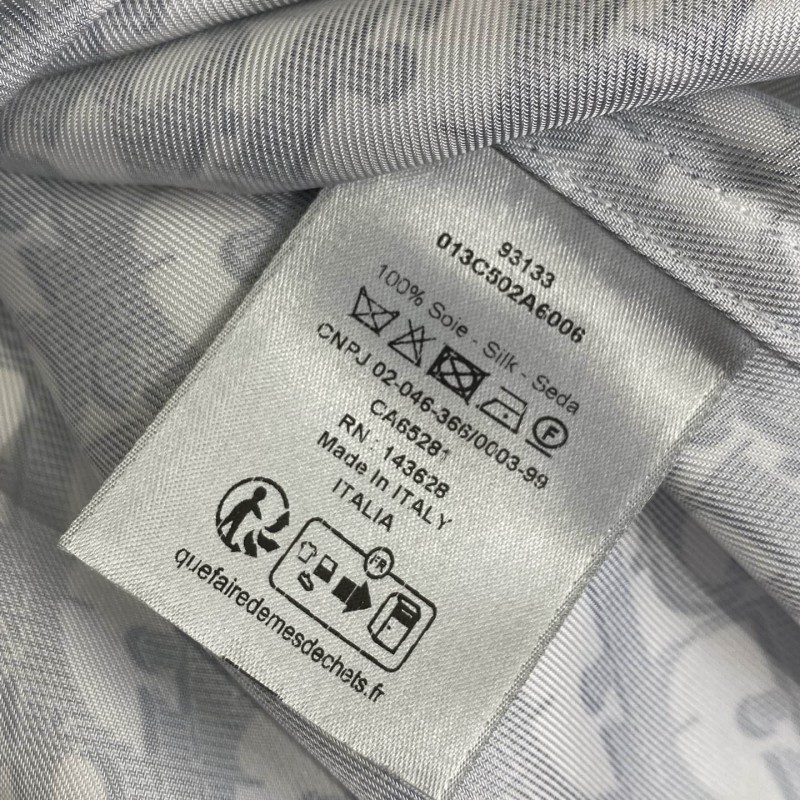 93133
013C502A6006
100% Soie - Silk - Seda
F
CNPJ 02-046-366/0003-99
CA6528*
RN : 143628
Made in ITALY
ITALIA
FR
quefairedemesdechets.fr